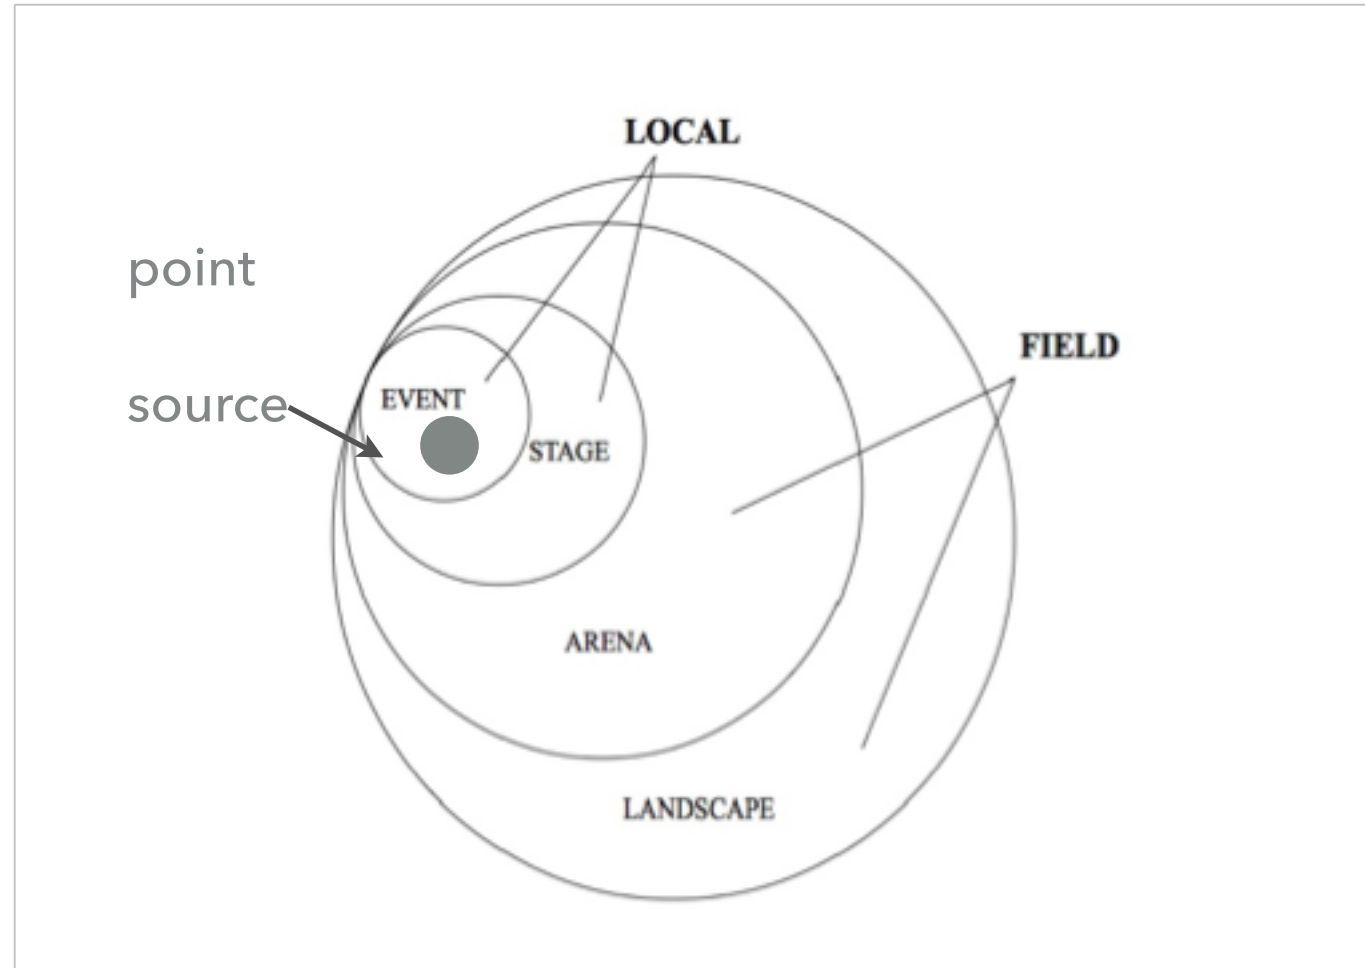 LOCAL
point
FIELD
source
EVENT
STAGE
ARENA
LANDSCAPE